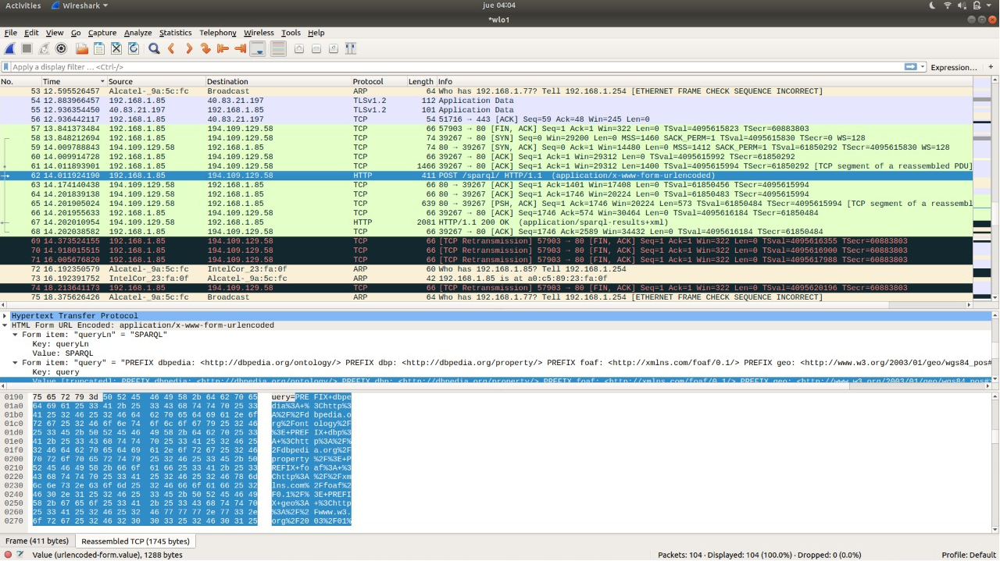 Activities Wireshark jue 04:04
*wlo1
File Edit View Go Capture Analyze Statistics Telephony Wireless Tools Help
Apply a display filter … <Ctrl-/> Expression… +
No. Time Source Destination Protocol Length Info
53 12.595526457 Alcatel-_9a:5c:fc Broadcast ARP 64 Who has 192.168.1.77? Tell 192.168.1.254 [ETHERNET FRAME CHECK SEQUENCE INCORRECT]
54 12.883966457 192.168.1.85 40.83.21.197 TLSv1.2 112 Application Data
55 12.936354450 40.83.21.197 192.168.1.85 TLSv1.2 101 Application Data
56 12.936442117 192.168.1.85 40.83.21.197 TCP 54 51716 → 443 [ACK] Seq=59 Ack=48 Win=245 Len=0
57 13.841373484 192.168.1.85 194.109.129.58 TCP 66 57903 → 80 [FIN, ACK] Seq=1 Ack=1 Win=322 Len=0 TSval=4095615823 TSecr=60883803
58 13.848212694 192.168.1.85 194.109.129.58 TCP 74 39267 → 80 [SYN] Seq=0 Win=29200 Len=0 MSS=1460 SACK_PERM=1 TSval=4095615830 TSecr=0 WS=128
59 14.009788843 194.109.129.58 192.168.1.85 TCP 74 80 → 39267 [SYN, ACK] Seq=0 Ack=1 Win=14480 Len=0 MSS=1412 SACK_PERM=1 TSval=61850292 TSecr=4095615830 WS=128
60 14.009914728 192.168.1.85 194.109.129.58 TCP 66 39267 → 80 [ACK] Seq=1 Ack=1 Win=29312 Len=0 TSval=4095615992 TSecr=61850292
61 14.011893901 192.168.1.85 194.109.129.58 TCP 1466 39267 → 80 [ACK] Seq=1 Ack=1 Win=29312 Len=1400 TSval=4095615994 TSecr=61850292 [TCP segment of a reassembled PDU]
62 14.011924190 192.168.1.85 194.109.129.58 HTTP 411 POST /sparql/ HTTP/1.1 (application/x-www-form-urlencoded)
63 14.174140438 194.109.129.58 192.168.1.85 TCP 66 80 → 39267 [ACK] Seq=1 Ack=1401 Win=17408 Len=0 TSval=61850456 TSecr=4095615994
64 14.201839138 194.109.129.58 192.168.1.85 TCP 66 80 → 39267 [ACK] Seq=1 Ack=1746 Win=20224 Len=0 TSval=61850483 TSecr=4095615994
65 14.201905024 194.109.129.58 192.168.1.85 TCP 639 80 → 39267 [PSH, ACK] Seq=1 Ack=1746 Win=20224 Len=573 TSval=61850484 TSecr=4095615994 [TCP segment of a reassembl
66 14.201955633 192.168.1.85 194.109.129.58 TCP 66 39267 → 80 [ACK] Seq=1746 Ack=574 Win=30464 Len=0 TSval=4095616184 TSecr=61850484
67 14.202010954 194.109.129.58 192.168.1.85 HTTP 2081 HTTP/1.1 200 OK (application/sparql-results+xml)
68 14.202038582 192.168.1.85 194.109.129.58 TCP 66 39267 → 80 [ACK] Seq=1746 Ack=2589 Win=34432 Len=0 TSval=4095616184 TSecr=61850484
69 14.373524155 192.168.1.85 194.109.129.58 TCP 66 [TCP Retransmission] 57903 → 80 [FIN, ACK] Seq=1 Ack=1 Win=322 Len=0 TSval=4095616355 TSecr=60883803
70 14.918015515 192.168.1.85 194.109.129.58 TCP 66 [TCP Retransmission] 57903 → 80 [FIN, ACK] Seq=1 Ack=1 Win=322 Len=0 TSval=4095616900 TSecr=60883803
71 16.005676820 192.168.1.85 194.109.129.58 TCP 66 [TCP Retransmission] 57903 → 80 [FIN, ACK] Seq=1 Ack=1 Win=322 Len=0 TSval=4095617988 TSecr=60883803
72 16.192350579 Alcatel-_9a:5c:fc IntelCor_23:fa:0f ARP 60 Who has 192.168.1.85? Tell 192.168.1.254
73 16.192391752 IntelCor_23:fa:0f Alcatel-_9a:5c:fc ARP 42 192.168.1.85 is at a0:c5:89:23:fa:0f
74 18.213641173 192.168.1.85 194.109.129.58 TCP 66 [TCP Retransmission] 57903 → 80 [FIN, ACK] Seq=1 Ack=1 Win=322 Len=0 TSval=4095620196 TSecr=60883803
75 18.375626426 Alcatel-_9a:5c:fc Broadcast ARP 64 Who has 192.168.1.77? Tell 192.168.1.254 [ETHERNET FRAME CHECK SEQUENCE INCORRECT]
Hypertext Transfer Protocol
HTML Form URL Encoded: application/x-www-form-urlencoded
Form item: "queryLn" = "SPARQL"
Key: queryLn
Value: SPARQL
Form item: "query" = "PREFIX dbpedia: <http://dbpedia.org/ontology/> PREFIX dbp: <http://dbpedia.org/property/> PREFIX foaf: <http://xmlns.com/foaf/0.1/> PREFIX geo: <http://www.w3.org/2003/01/geo/wgs84_pos#
Key: query
Value [truncated]: PREFIX dbpedia: <http://dbpedia.org/ontology/> PREFIX dbp: <http://dbpedia.org/property/> PREFIX foaf: <http://xmlns.com/foaf/0.1/> PREFIX geo: <http://www.w3.org/2003/01/geo/wgs84_pos#>
0190 75 65 72 79 3d 50 52 45 46 49 58 2b 64 62 70 65 uery=PRE FIX+dbpe
01a0 64 69 61 25 33 41 2b 25 33 43 68 74 74 70 25 33 dia%3A+% 3Chttp%3
01b0 41 25 32 46 25 32 46 64 62 70 65 64 69 61 2e 6f A%2F%2Fd bpedia.o
01c0 72 67 25 32 46 6f 6e 74 6f 6c 6f 67 79 25 32 46 rg%2Font ology%2F
01d0 25 33 45 2b 50 52 45 46 49 58 2b 64 62 70 25 33 %3E+PREF IX+dbp%3
01e0 41 2b 25 33 43 68 74 74 70 25 33 41 25 32 46 25 A+%3Chtt p%3A%2F%
01f0 32 46 64 62 70 65 64 69 61 2e 6f 72 67 25 32 46 2Fdbpedi a.org%2F
0200 70 72 6f 70 65 72 74 79 25 32 46 25 33 45 2b 50 property %2F%3E+P
0210 52 45 46 49 58 2b 66 6f 61 66 25 33 41 2b 25 33 REFIX+fo af%3A+%3
0220 43 68 74 74 70 25 33 41 25 32 46 25 32 46 78 6d Chttp%3A %2F%2Fxm
0230 6c 6e 73 2e 63 6f 6d 25 32 46 66 6f 61 66 25 32 lns.com% 2Ffoaf%2
0240 46 30 2e 31 25 32 46 25 33 45 2b 50 52 45 46 49 F0.1%2F% 3E+PREFI
0250 58 2b 67 65 6f 25 33 41 2b 25 33 43 68 74 74 70 X+geo%3A +%3Chttp
0260 25 33 41 25 32 46 25 32 46 77 77 77 2e 77 33 2e %3A%2F%2 Fwww.w3.
0270 6f 72 67 25 32 46 32 30 30 33 25 32 46 30 31 25 org%2F20 03%2F01%
Frame (411 bytes) Reassembled TCP (1745 bytes)
Value (urlencoded-form.value), 1288 bytes Packets: 104 · Displayed: 104 (100.0%) · Dropped: 0 (0.0%) Profile: Default